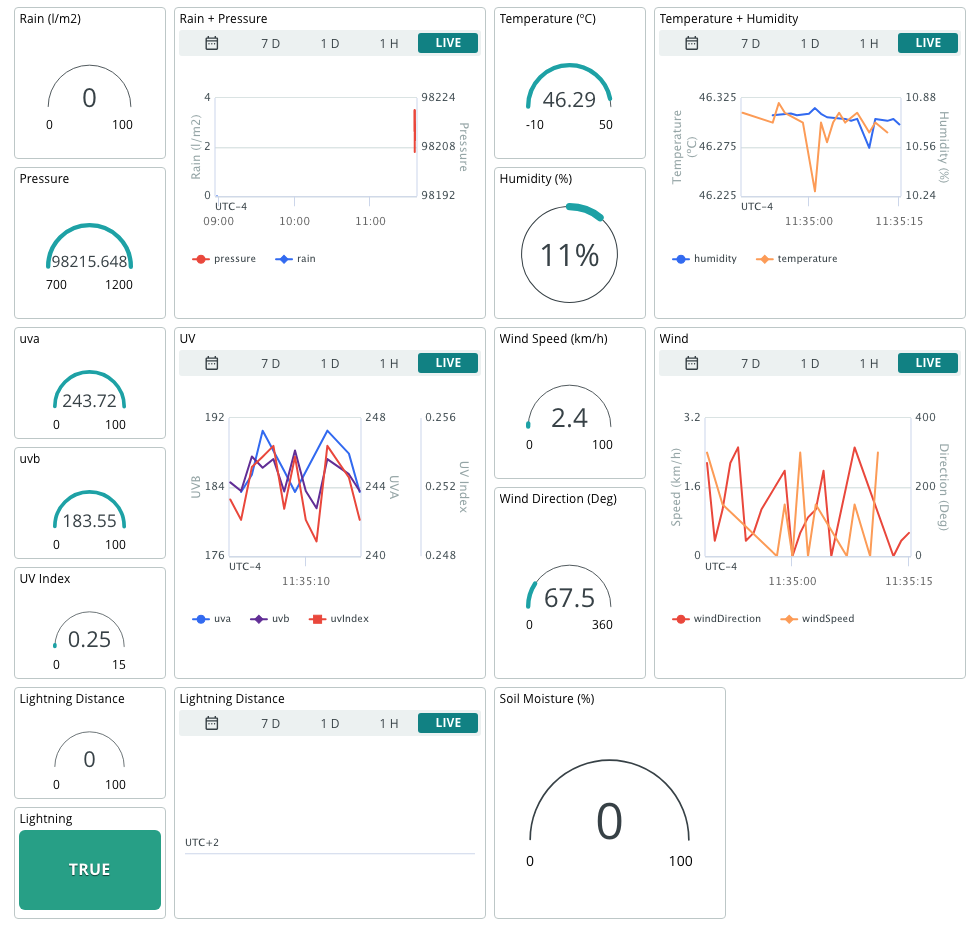 Rain (l/m2)
0
0 100
Rain + Pressure
7 D 1 D 1 H LIVE
4 98224
2 98208
0 98192
Rain (l/m2)
Pressure
UTC−4
09:00 10:00 11:00
pressure rain
Temperature (ºC)
46.29
-10 50
Temperature + Humidity
7 D 1 D 1 H LIVE
46.325 10.88
46.275 10.56
46.225 10.24
Temperature
(ºC)
Humidity (%)
UTC−4
11:35:00 11:35:15
humidity temperature
Pressure
98215.648
700 1200
Humidity (%)
11%
uva
243.72
0 100
UV
7 D 1 D 1 H LIVE
192 248 0.256
184 244 0.252
176 240 0.248
UVB
UVA
UV Index
UTC−4
11:35:10
uva uvb uvIndex
Wind Speed (km/h)
2.4
0 100
Wind
7 D 1 D 1 H LIVE
3.2 400
1.6 200
0 0
Speed (km/h)
Direction (Deg)
UTC−4
11:35:00 11:35:15
windDirection windSpeed
uvb
183.55
0 100
Wind Direction (Deg)
67.5
0 360
UV Index
0.25
0 15
Lightning Distance
0
0 100
Lightning Distance
7 D 1 D 1 H LIVE
UTC+2
Soil Moisture (%)
0
0 100
Lightning
TRUE